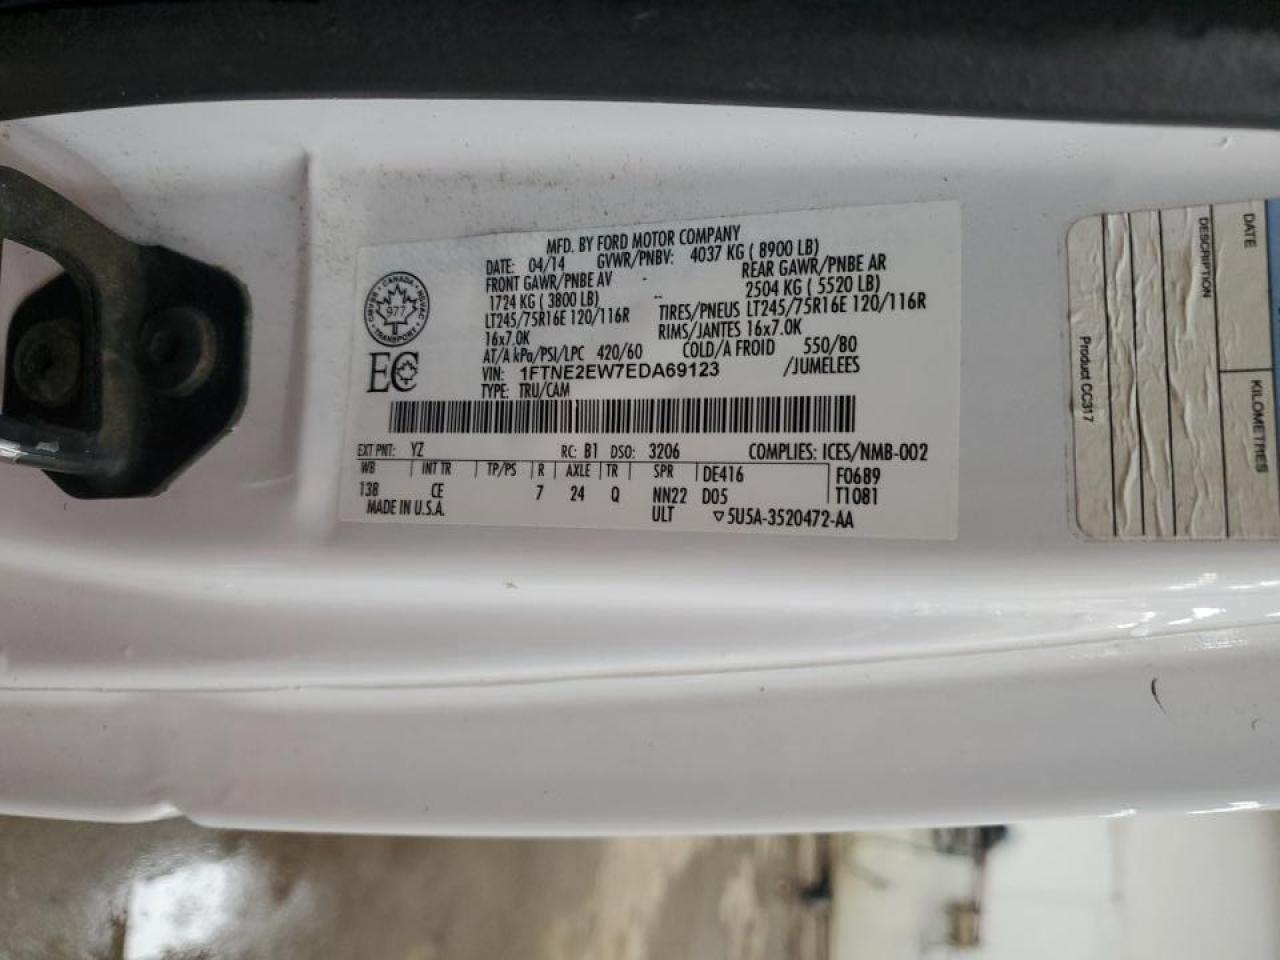 MFD. BY FORD MOTOR COMPANY
DATE: 04/14 GVWR/PNBV: 4037 KG ( 8900 LB)
FRONT GAWR/PNBE AV - REAR GAWR/PNBE AR
1724 KG ( 3800 LB) -- 2504 KG ( 5520 LB)
LT245/75R16E 120/116R TIRES/PNEUS LT245/75R16E 120/116R
16x7.0K RIMS/JANTES 16x7.0K
AT/A kPa/PSI/LPC 420/60 COLD/A FROID 550/80
VIN: 1FTNE2EW7EDA69123 /JUMELEES
TYPE: TRU/CAM
CANADA
977
TRANSPORT
EC
EXT PNT: YZ RC: B1 DSO: 3206 COMPLIES: ICES/NMB-002
WB INT TR TP/PS R AXLE TR SPR DE416 F0689
138 CE 7 24 Q NN22 D05 T1081
MADE IN U.S.A. ULT ▽5U5A-3520472-AA
DATE
DESCRIPTION
KILOMETRES
Product CC317